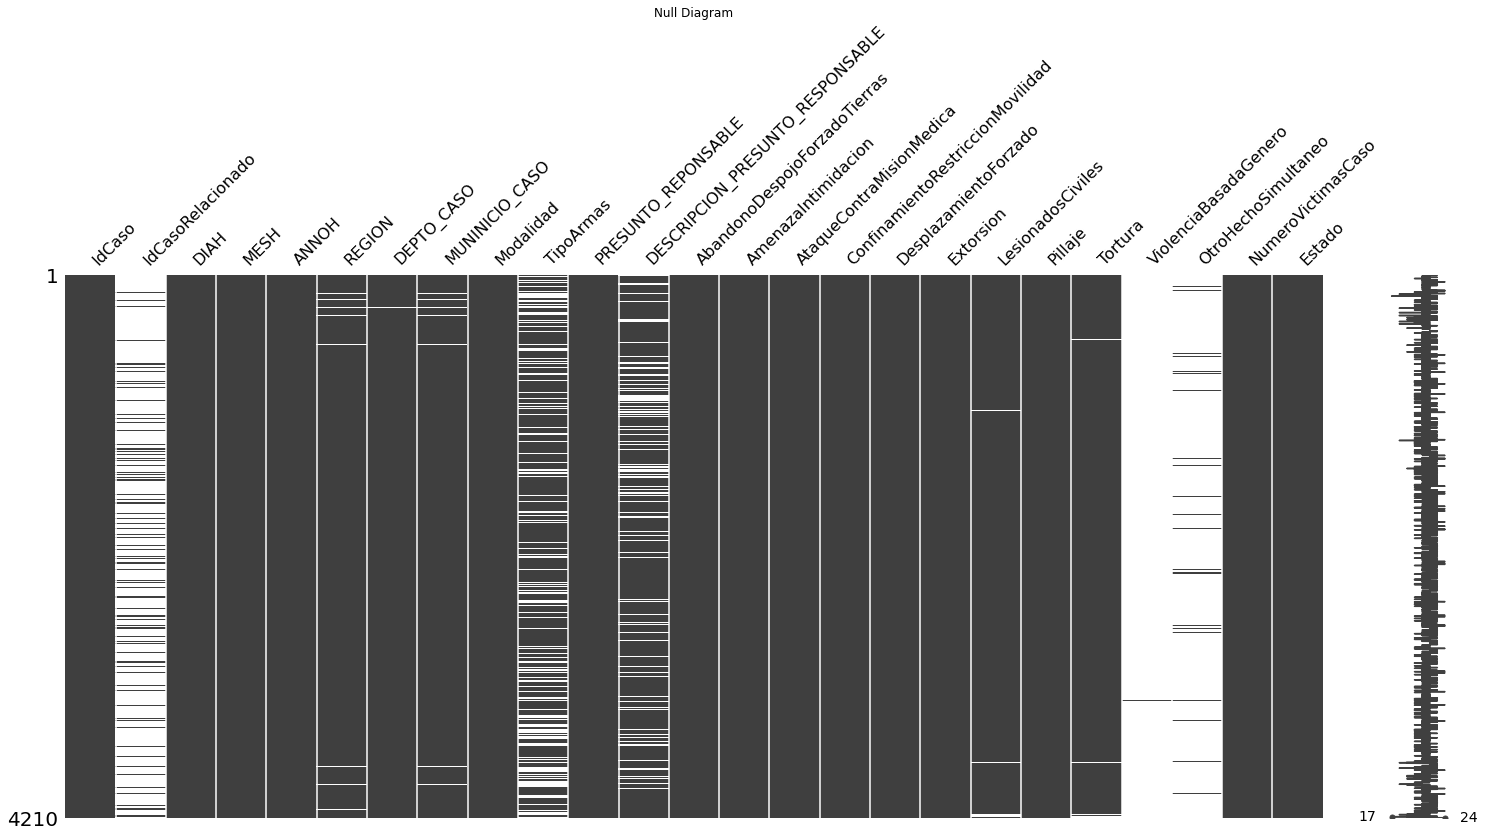 Null Diagram
IdCaso
IdCasoRelacionado
DIAH
MESH
ANNOH
REGION
DEPTO_CASO
MUNINICIO_CASO
Modalidad
TipoArmas
PRESUNTO_REPONSABLE
DESCRIPCION_PRESUNTO_RESPONSABLE
AbandonoDespojoForzadoTierras
AmenazaIntimidacion
AtaqueContraMisionMedica
ConfinamientoRestriccionMovilidad
DesplazamientoForzado
Extorsion
LesionadosCiviles
Pillaje
Tortura
ViolenciaBasadaGenero
OtroHechoSimultaneo
NumeroVictimasCaso
Estado
1
4210
17
24